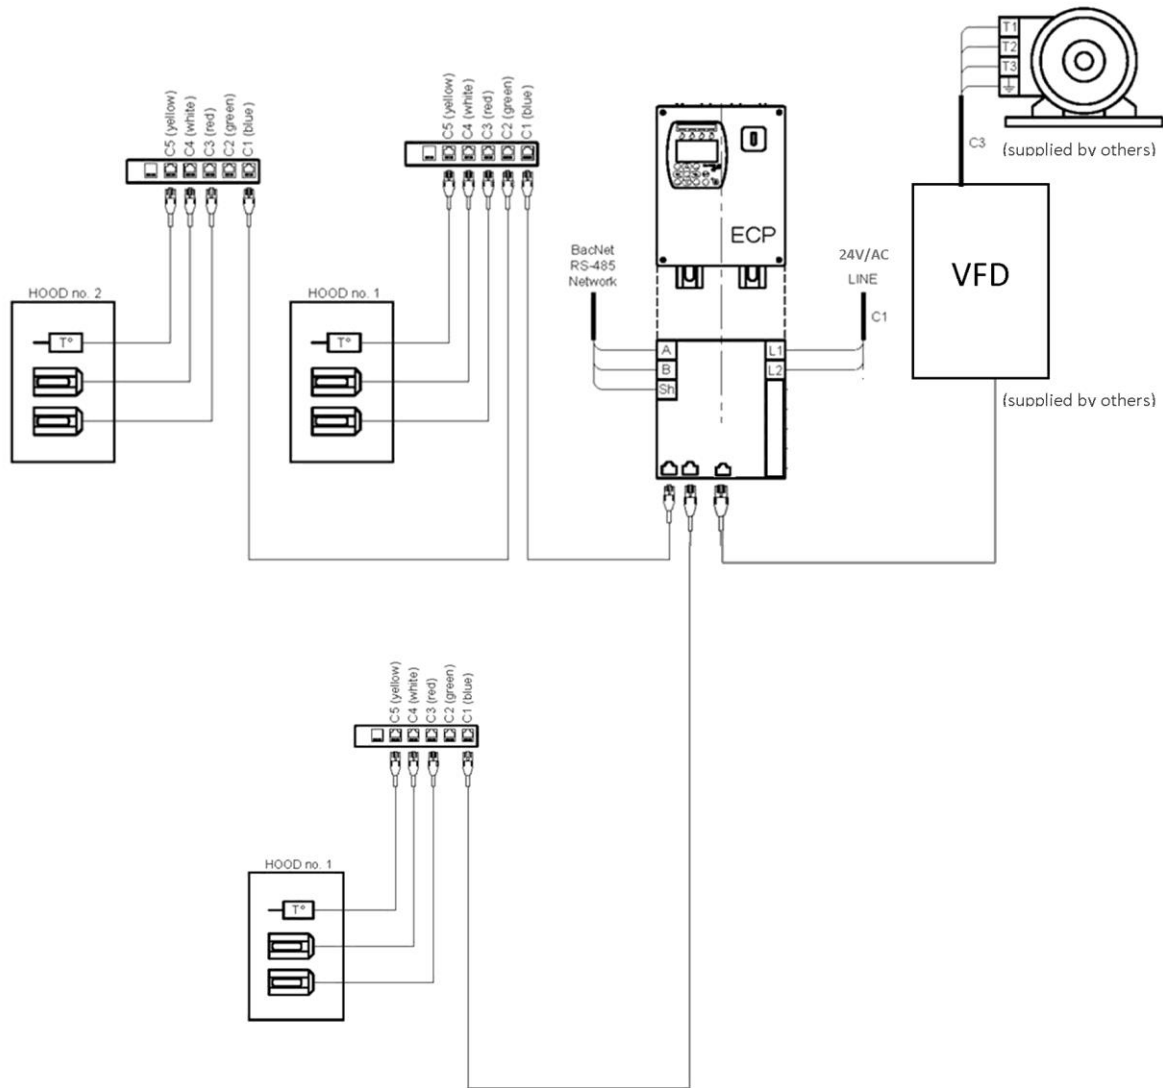 T1
T2
T3
C3
(supplied by others)
C5 (yellow)
C4 (white)
C3 (red)
C2 (green)
C1 (blue)
C5 (yellow)
C4 (white)
C3 (red)
C2 (green)
C1 (blue)
ECP
BacNet
RS-485
Network
24V/AC
LINE
C1
VFD
(supplied by others)
HOOD no. 2
T°
HOOD no. 1
T°
A
B
Sh
L1
L2
C5 (yellow)
C4 (white)
C3 (red)
C2 (green)
C1 (blue)
HOOD no. 1
T°